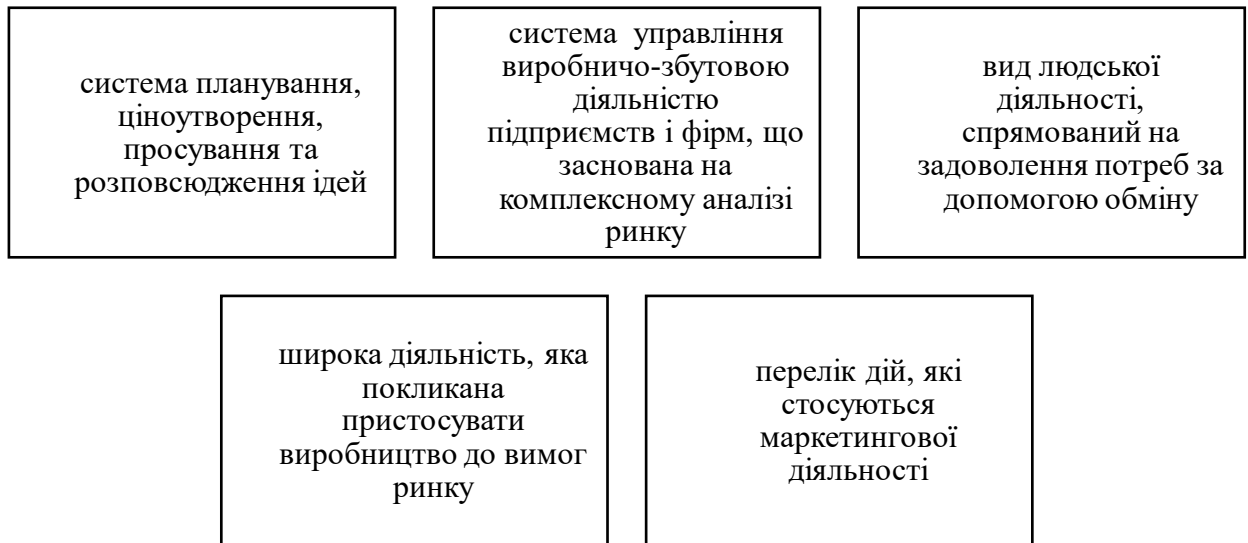 система планування,
ціноутворення,
просування та
розповсюдження ідей
система управління
виробничо-збутовою
діяльністю
підприємств і фірм, що
заснована на
комплексному аналізі
ринку
вид людської
діяльності,
спрямований на
задоволення потреб за
допомогою обміну
широка діяльність, яка
покликана
пристосувати
виробництво до вимог
ринку
перелік дій, які
стосуються
маркетингової
діяльності